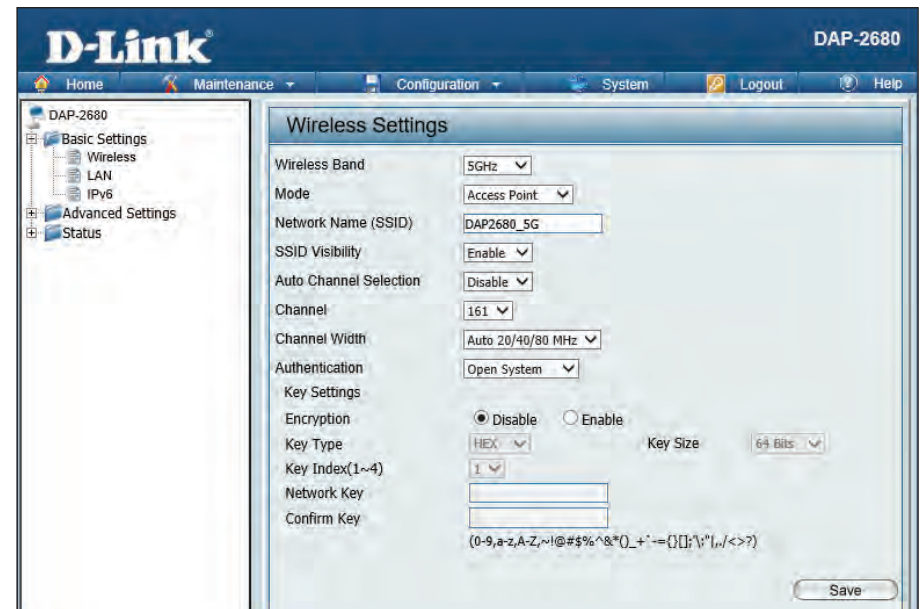 D-Link
DAP-2680
Home Maintenance Configuration System Logout Help
DAP-2680
Basic Settings
Wireless
LAN
IPv6
Advanced Settings
Status
Wireless Settings
Wireless Band 5GHz
Mode Access Point
Network Name (SSID) DAP2680_5G
SSID Visibility Enable
Auto Channel Selection Disable
Channel 161
Channel Width Auto 20/40/80 MHz
Authentication Open System
Key Settings
Encryption Disable Enable
Key Type HEX Key Size 64 Bits
Key Index(1~4) 1
Network Key
Confirm Key
(0-9,a-z,A-Z,~!@#$%^&*()_+`-={}[];'\:"|,./<>?)
Save